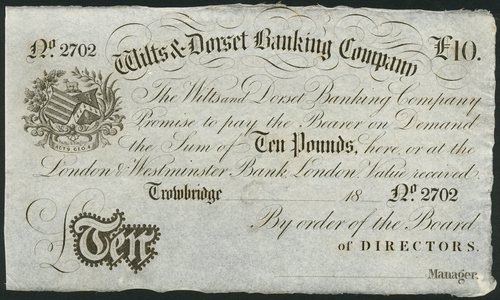 No. 2702
Wilts & Dorset Banking Company
£10.
The Wilts and Dorset Banking Company
Promise to pay the Bearer on Demand
the Sum of Ten Pounds, here, or at the
London & Westminster Bank London Value received
Trowbridge 18 No. 2702
By order of the Board
of DIRECTORS.
£Ten
Manager.